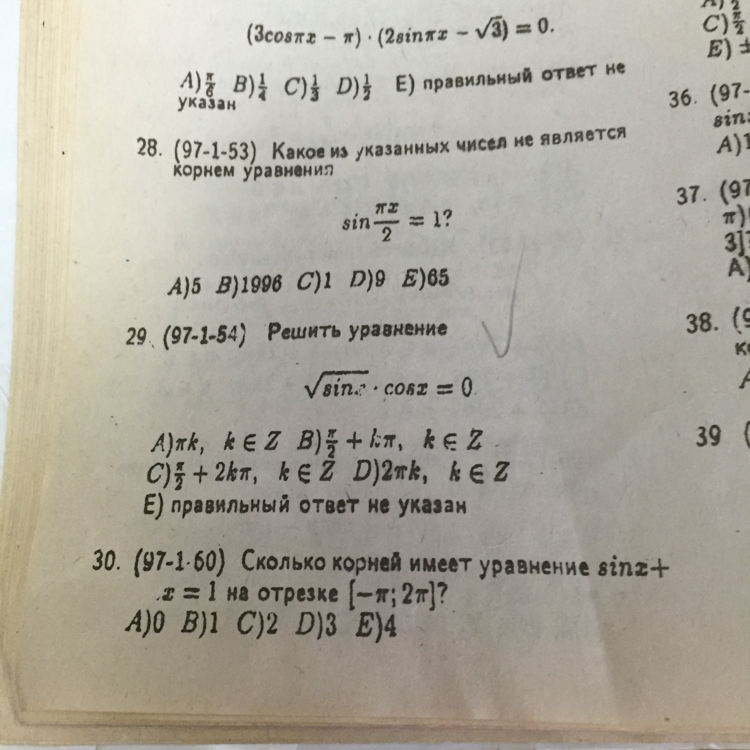 (3cosπx − π) · (2sinπx − √3) = 0.
A)π/6 B)1/4 C)1/3 D)1/2 E) правильный ответ не
указан
28. (97-1-53) Какое из указанных чисел не является
корнем уравнения
sin πx/2 = 1?
A)5 B)1996 C)1 D)9 E)65
29. (97-1-54) Решить уравнение
√sinx · cosx = 0
A)πk, k ∈ Z B)π/2 + kπ, k ∈ Z
C)π/2 + 2kπ, k ∈ Z D)2πk, k ∈ Z
E) правильный ответ не указан
30. (97-1-60) Сколько корней имеет уравнение sinx+
x = 1 на отрезке [−π; 2π]?
A)0 B)1 C)2 D)3 E)4
C)π/2
E) ±
36. (97-
sin
A)1
37. (97
π)
3]?
A)
38. (9
39 (